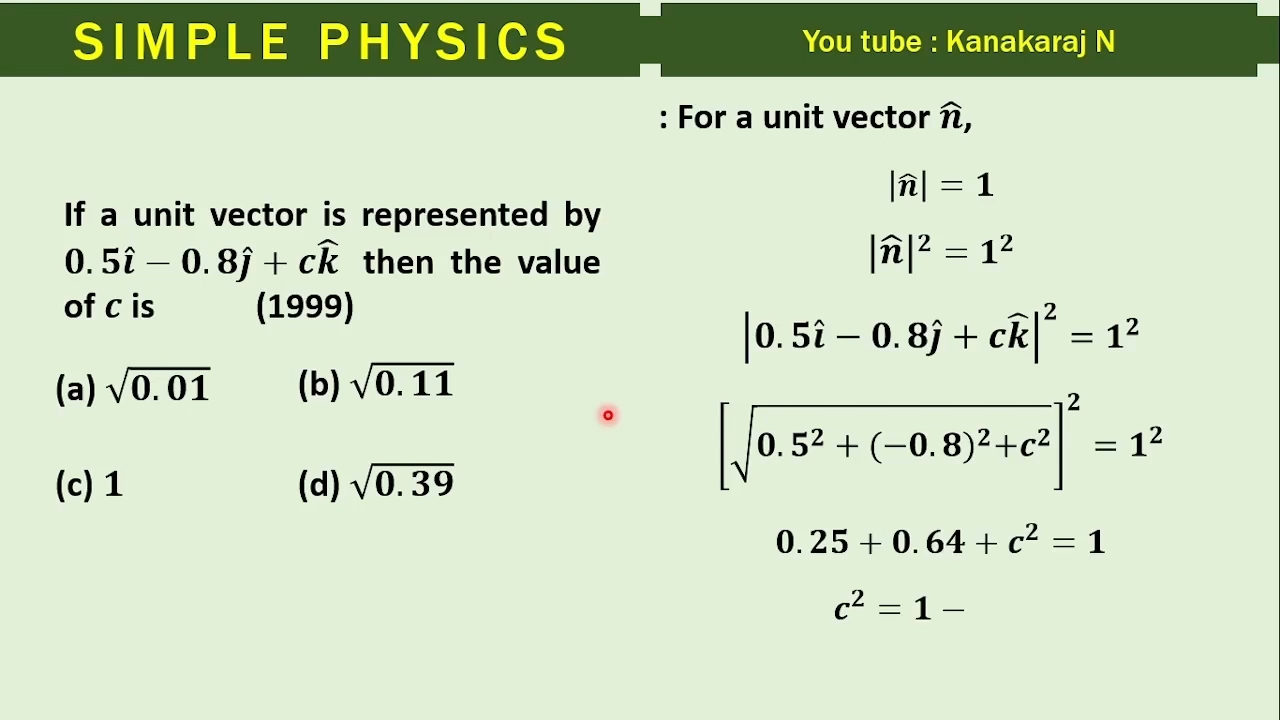 SIMPLE PHYSICS
You tube : Kanakaraj N
If a unit vector is represented by
0.5î − 0.8ĵ + ck̂ then the value
of c is (1999)
(a) √0.01 (b) √0.11
(c) 1 (d) √0.39
: For a unit vector n̂,
|n̂| = 1
|n̂|² = 1²
|0.5î − 0.8ĵ + ck̂|² = 1²
[√0.5² + (−0.8)²+c²]² = 1²
0.25 + 0.64 + c² = 1
c² = 1 −